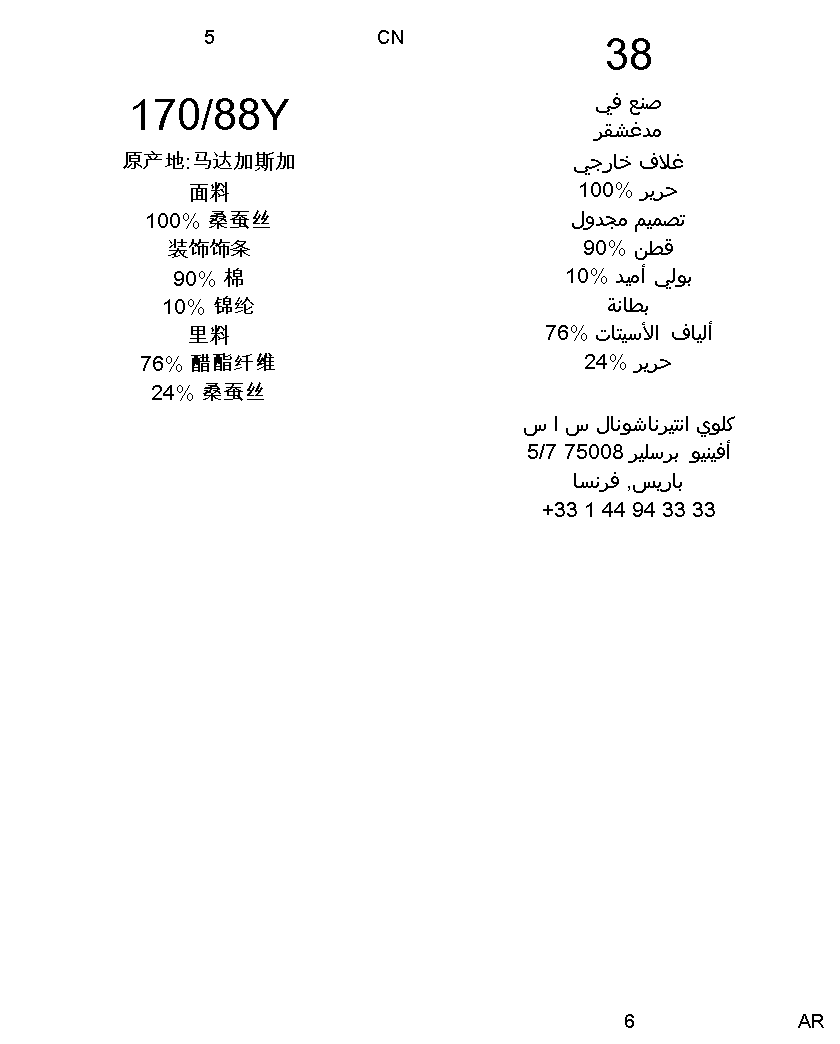 5
CN
170/88Y
原产地:马达加斯加
面料
100% 桑蚕丝
装饰饰条
90% 棉
10% 锦纶
里料
76% 醋酯纤维
24% 桑蚕丝
38
صنع في
مدغشقر
غلاف خارجي
حرير %100
تصميم مجدول
قطن %90
بولي أميد %10
بطانة
ألياف الأسيتات %76
حرير %24
كلوي انتيرناشونال س ا س
أفينيو برسلير 75008 5/7
باريس, فرنسا
+33 1 44 94 33 33
6
AR